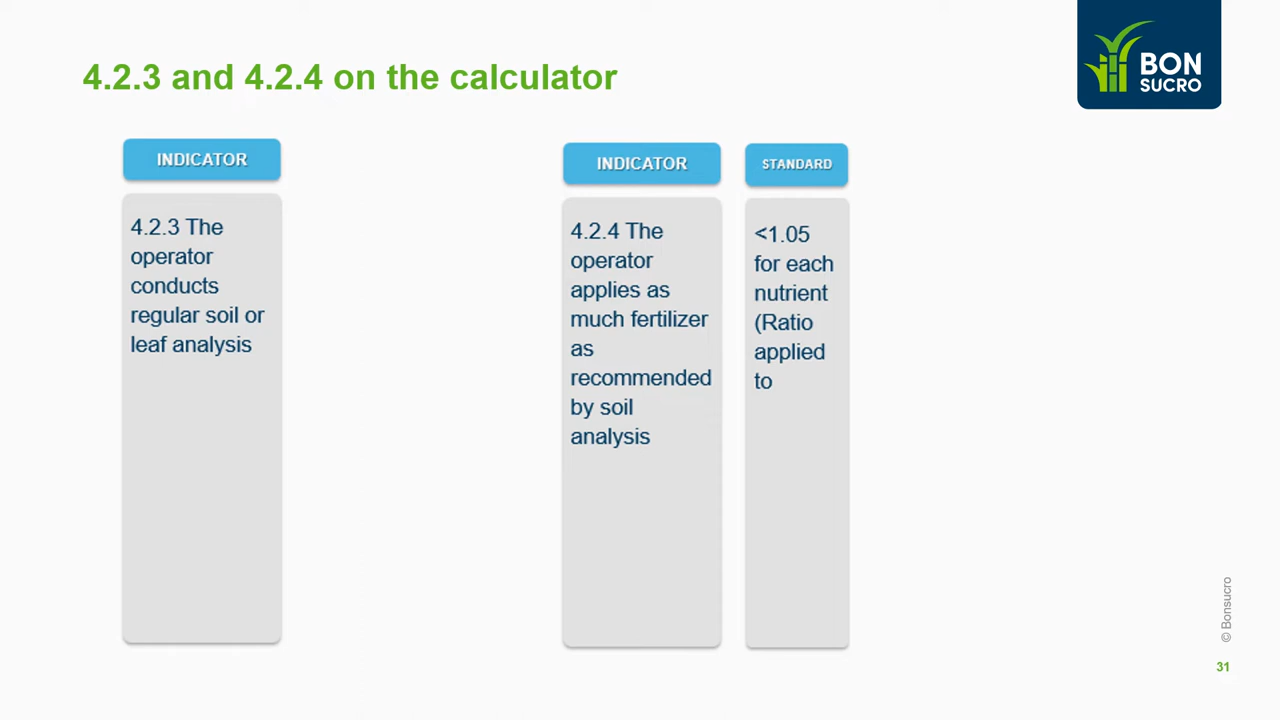 4.2.3 and 4.2.4 on the calculator
BON
SUCRO
INDICATOR
4.2.3 The
operator
conducts
regular soil or
leaf analysis
INDICATOR
4.2.4 The
operator
applies as
much fertilizer
as
recommended
by soil
analysis
STANDARD
<1.05
for each
nutrient
(Ratio
applied
to
© Bonsucro
31